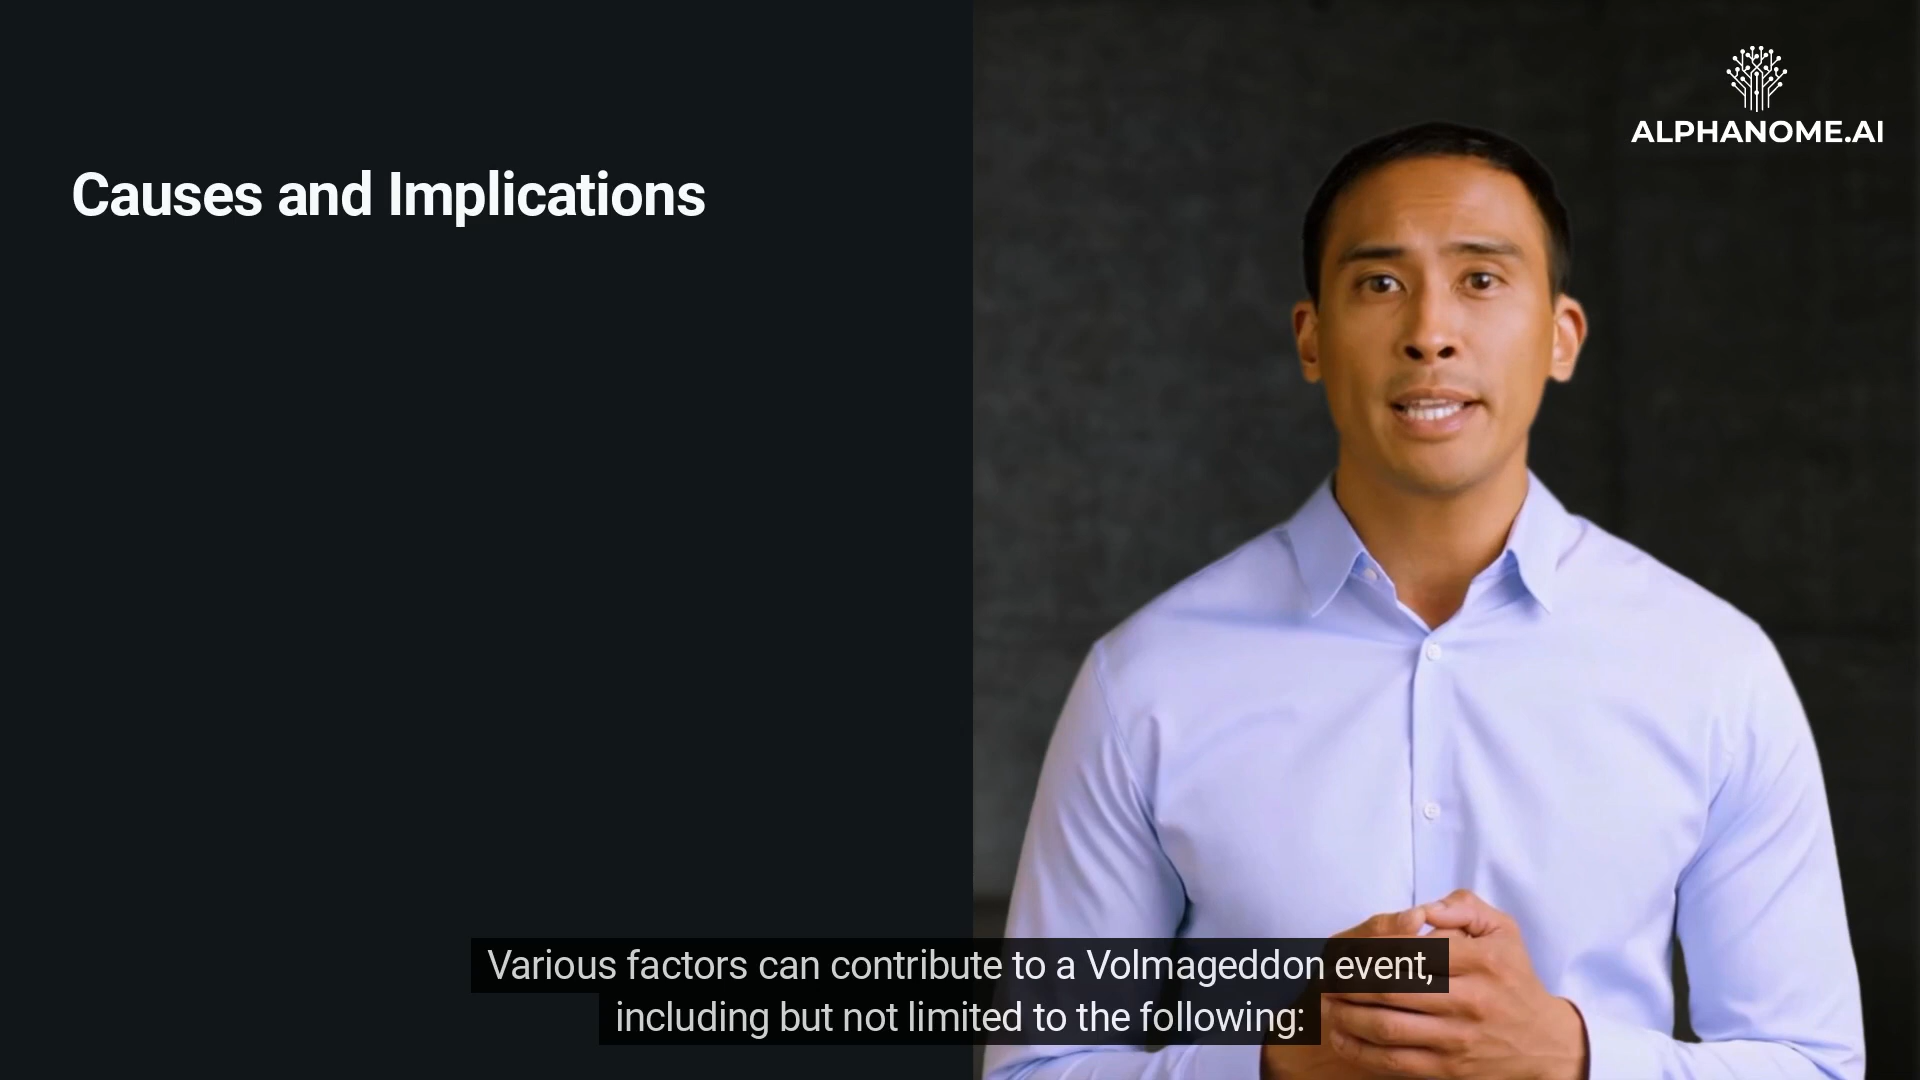 ALPHANOME.AI
Causes and Implications
Various factors can contribute to a Volmageddon event,
including but not limited to the following: